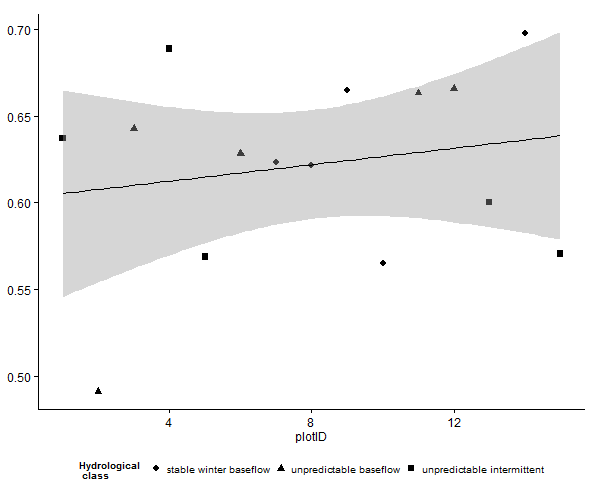 0.70
0.65
0.60
0.55
0.50
4 8 12
plotID
Hydrological
class
stable winter baseflow unpredictable baseflow unpredictable intermittent